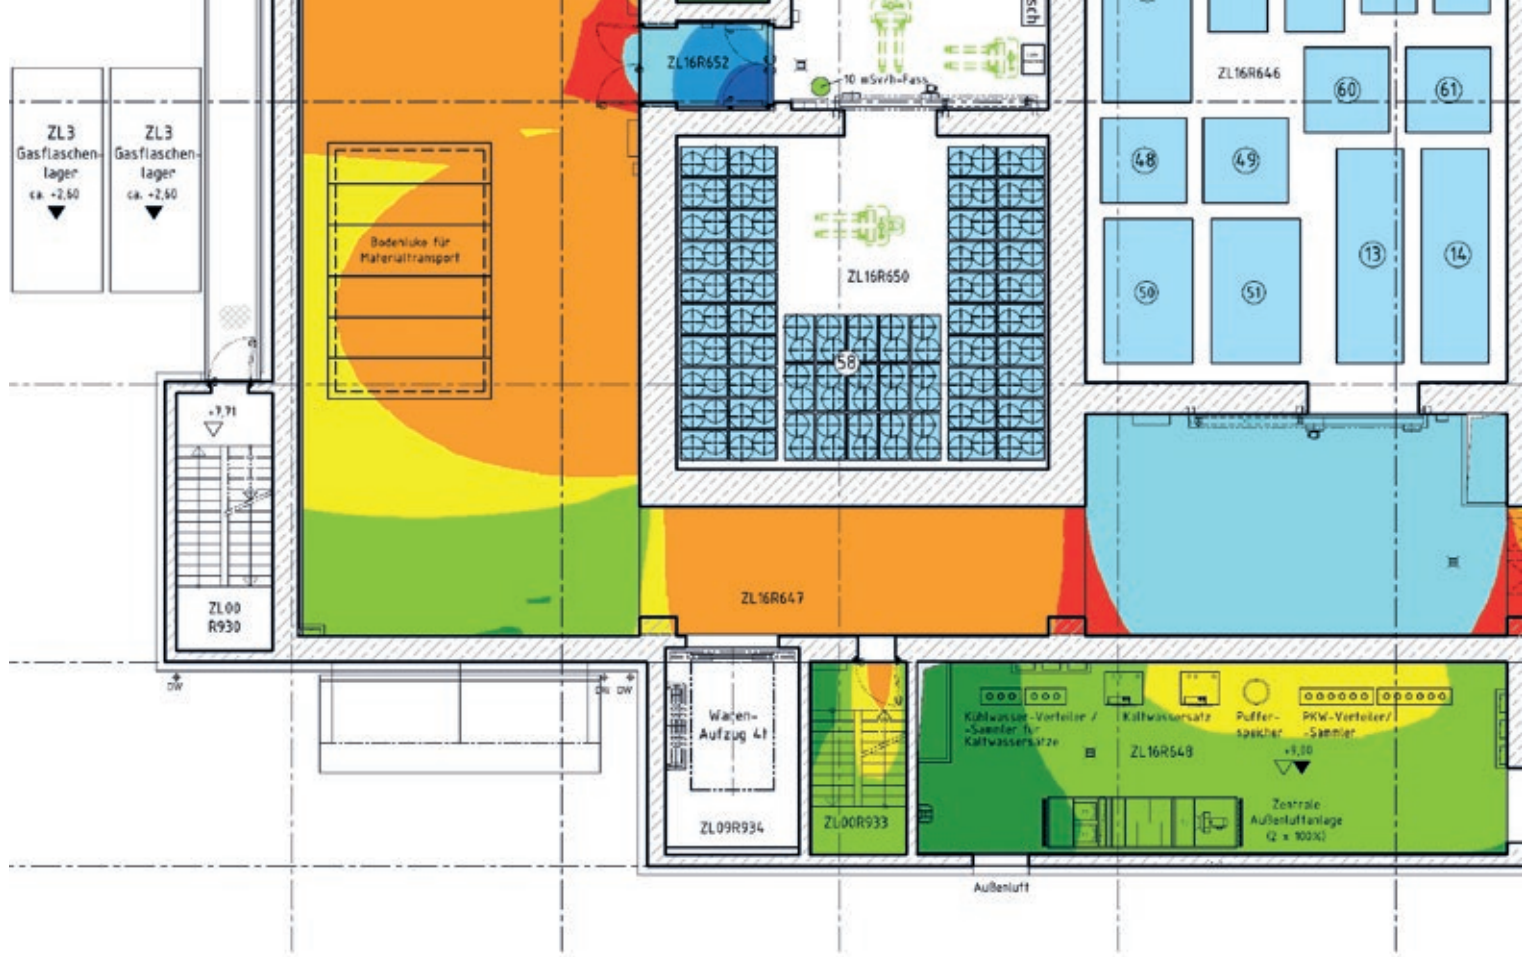 sch
ZL16R652
10 mSv/h-Fass
ZL16R646
60
61
ZL3
Gasflaschen-
lager
ca. +2,60
ZL3
Gasflaschen-
lager
ca. +2,60
48
49
Bodenluke für
Materialtransport
ZL16R650
13
14
50
51
58
+7,71
ZL16R647
ZL00
R930
DW
DW
DW
Waren-
Aufzug 4t
Kühlwasser-Verteiler /
-Sammler für
Kaltwassersätze
Kaltwassersatz
Puffer-
speicher
PKW-Verteiler/
-Sammler
ZL16R648
+9,00
Zentrale
Außenluftanlage
(2 x 100%)
ZL09R934
ZL00R933
Außenluft